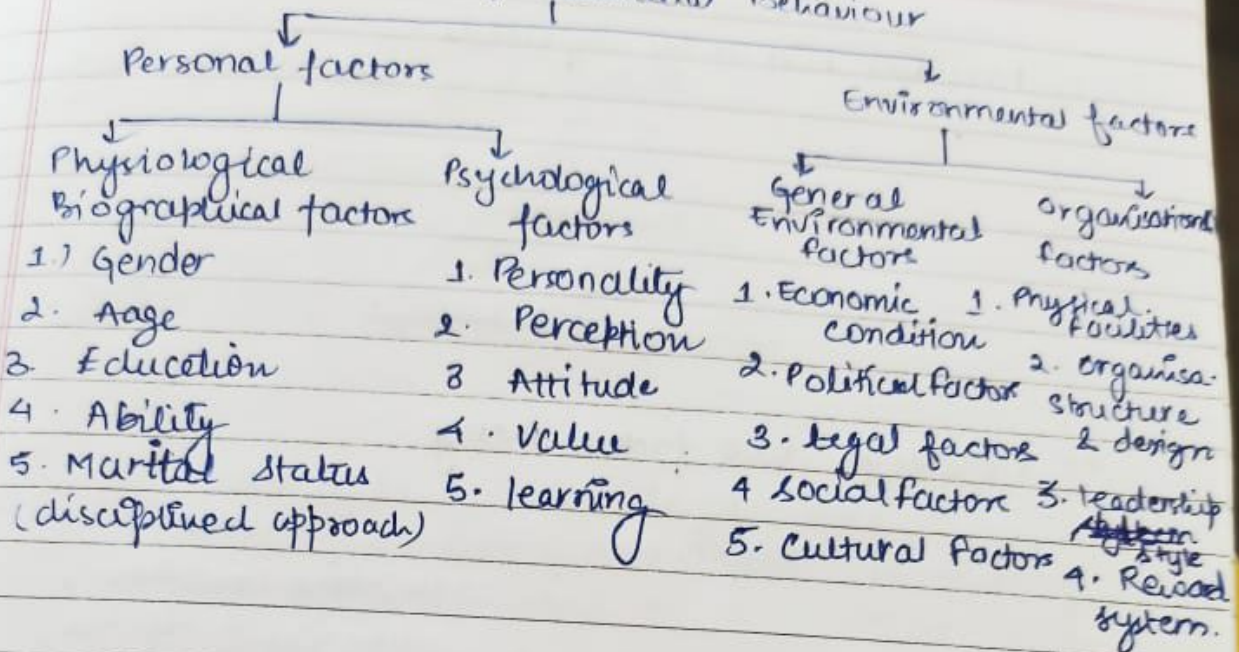 Behaviour
Personal factors
Environmental factors
Physiological
Biographical factors
1.) Gender
2. Aage
3. Education
4. Ability
5. Marital status
(disciplined approach)
Psychological
factors
1. Personality
2. Perception
3 Attitude
4. Value
5. learning
General
Environmental
factors
1. Economic
condition
2. Political factor
3. legal factors
4 social factors
5. Cultural factors
Organisational
factors
1. Physical
facilities
2. Organisa.
structure
& design
3. leadership
style
4. Reward
system.